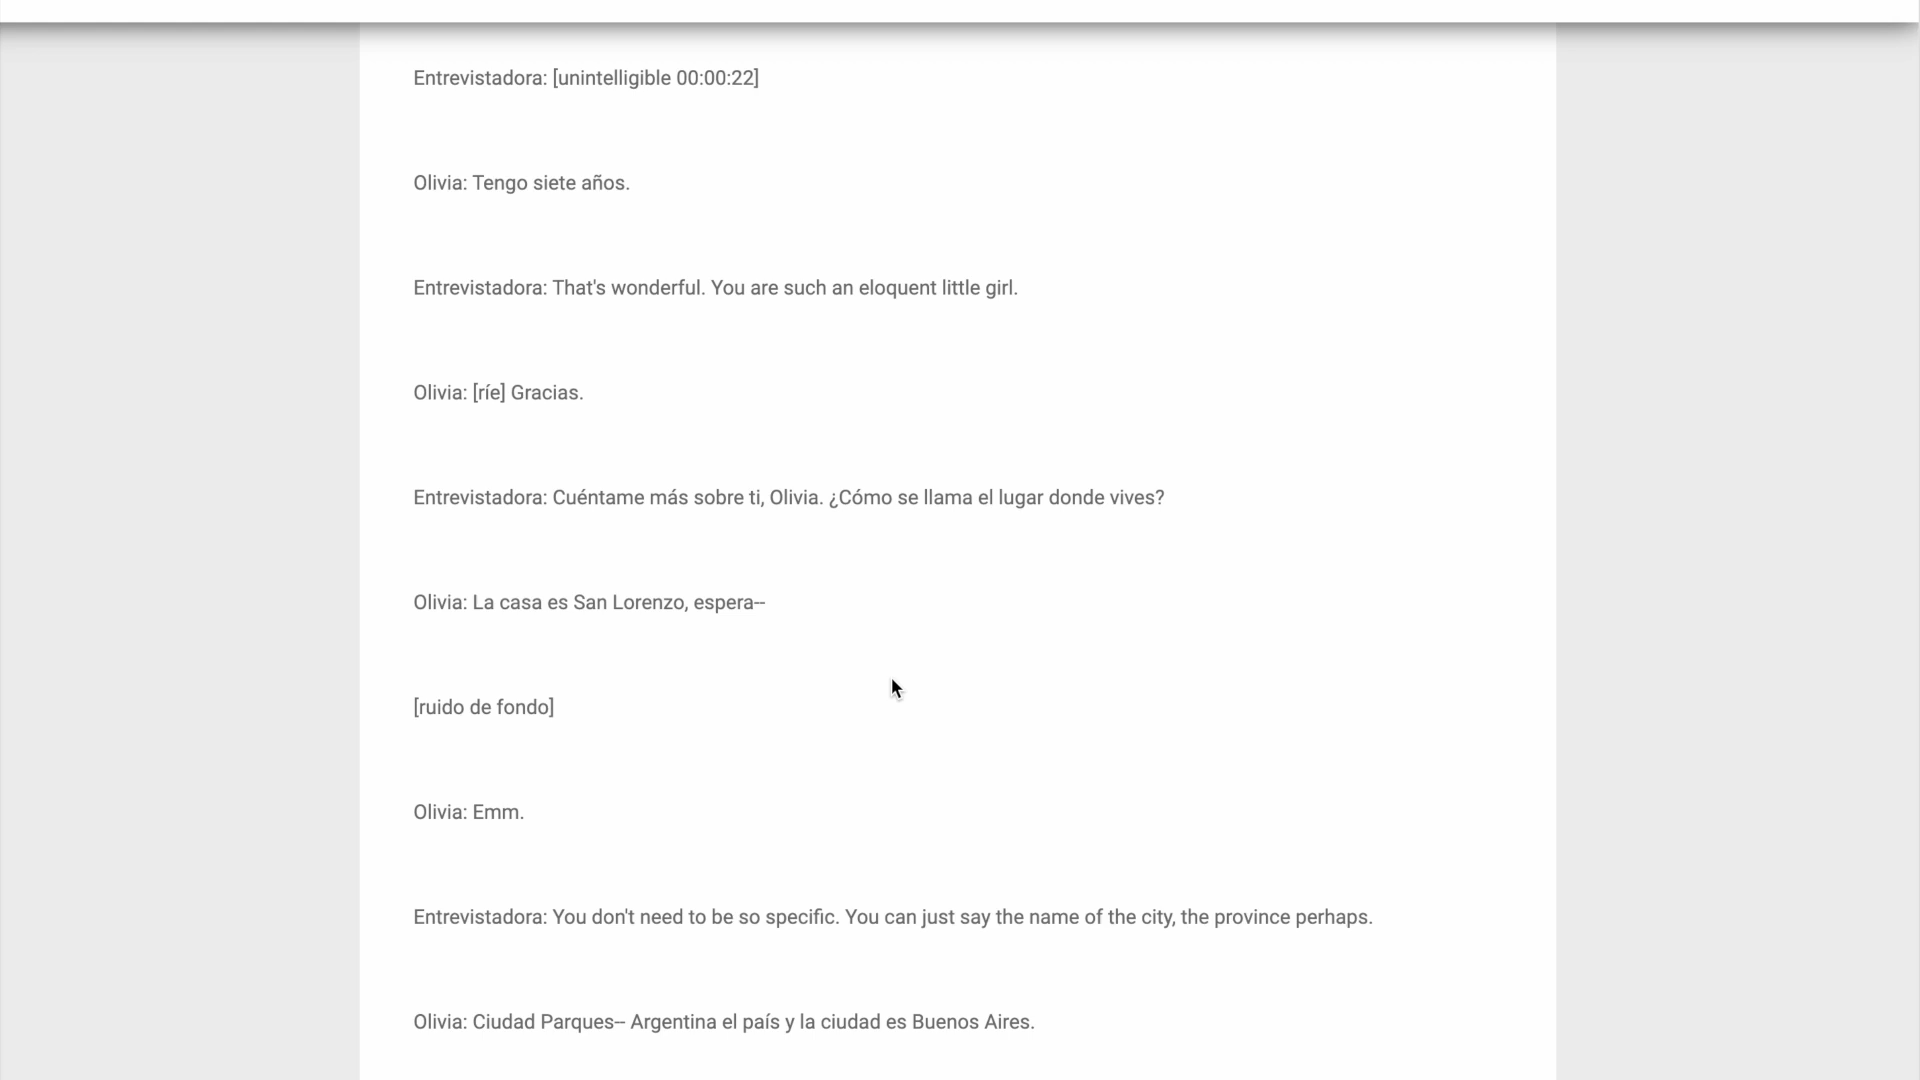 Entrevistadora: [unintelligible 00:00:22]
Olivia: Tengo siete años.
Entrevistadora: That's wonderful. You are such an eloquent little girl.
Olivia: [ríe] Gracias.
Entrevistadora: Cuéntame más sobre ti, Olivia. ¿Cómo se llama el lugar donde vives?
Olivia: La casa es San Lorenzo, espera--
[ruido de fondo]
Olivia: Emm.
Entrevistadora: You don't need to be so specific. You can just say the name of the city, the province perhaps.
Olivia: Ciudad Parques-- Argentina el país y la ciudad es Buenos Aires.